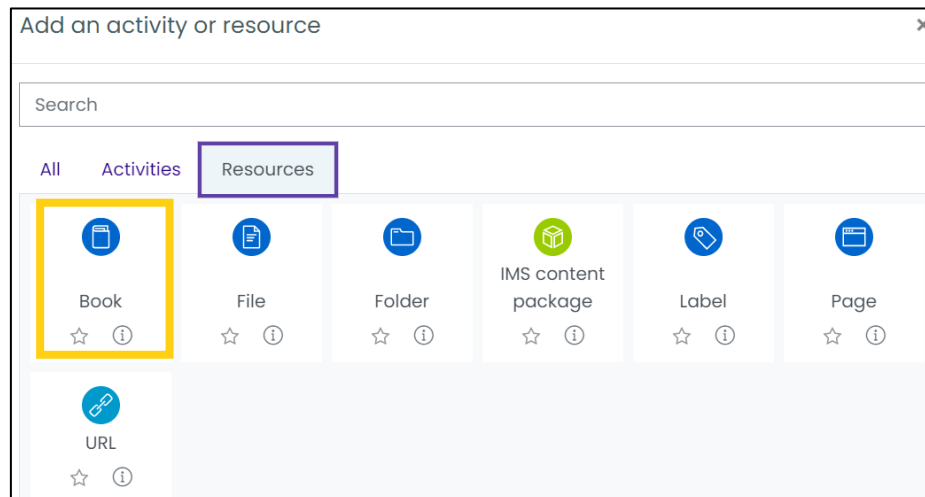 Add an activity or resource
Search
All Activities Resources
Book File Folder IMS content package Label Page
URL